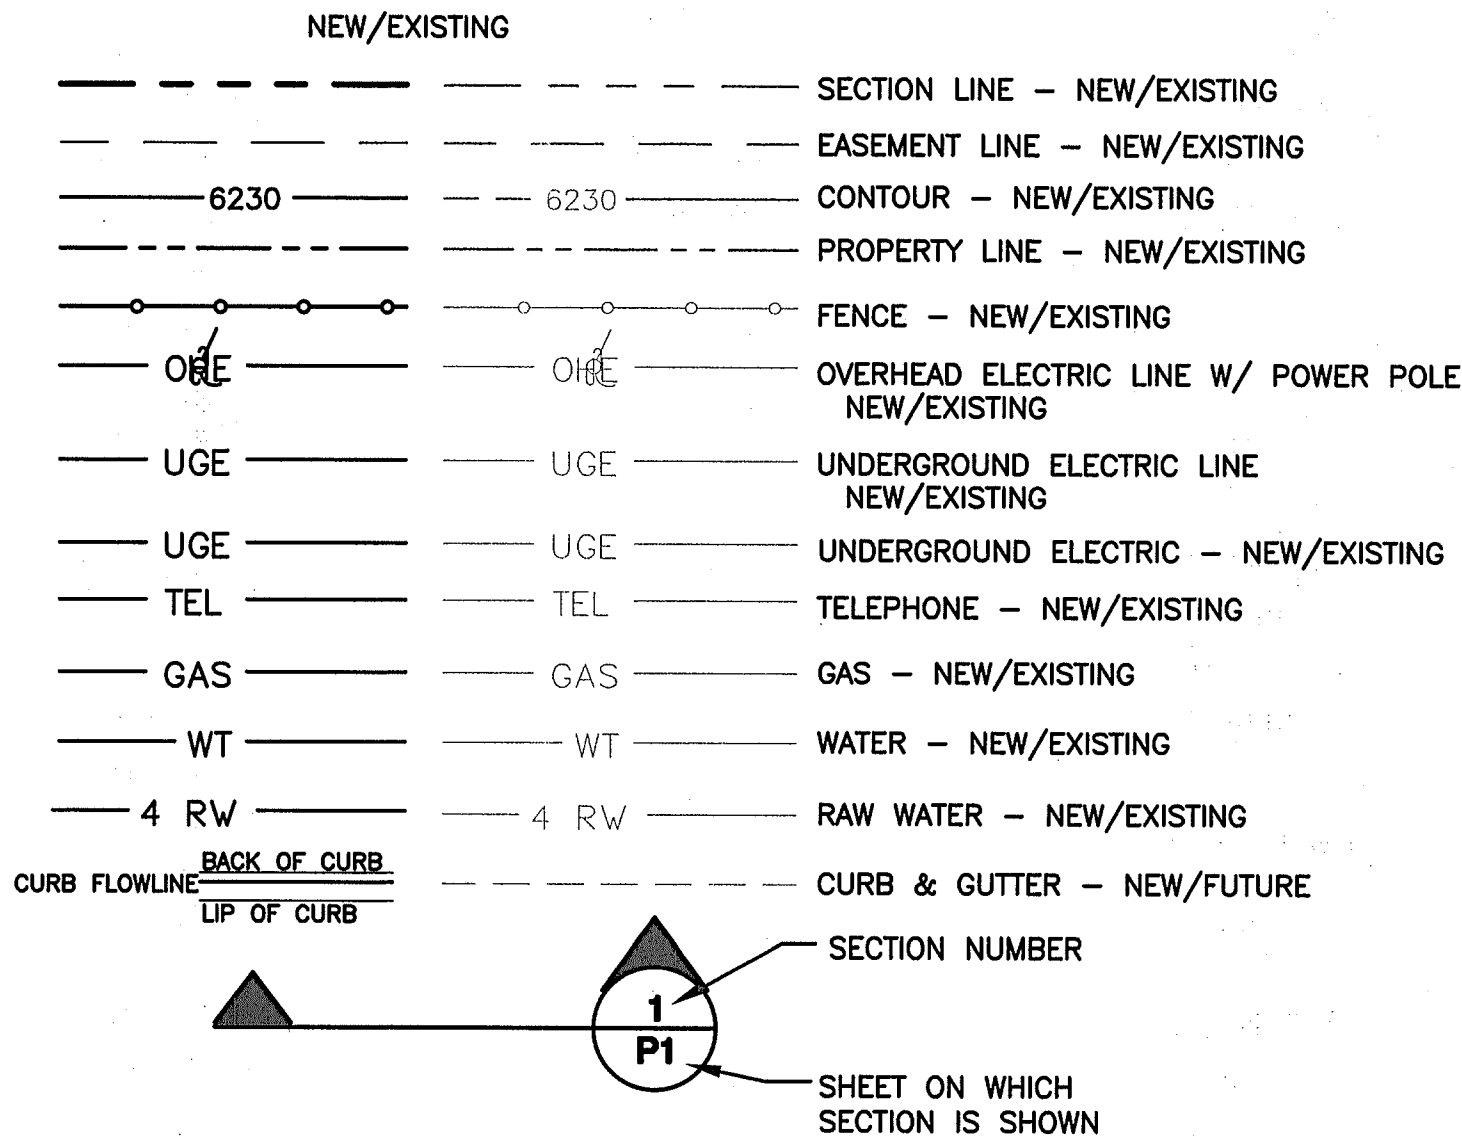 NEW/EXISTING
SECTION LINE - NEW/EXISTING
EASEMENT LINE - NEW/EXISTING
6230 6230 CONTOUR - NEW/EXISTING
PROPERTY LINE - NEW/EXISTING
FENCE - NEW/EXISTING
OHE OHE OVERHEAD ELECTRIC LINE W/ POWER POLE
NEW/EXISTING
UGE UGE UNDERGROUND ELECTRIC LINE
NEW/EXISTING
UGE UGE UNDERGROUND ELECTRIC - NEW/EXISTING
TEL TEL TELEPHONE - NEW/EXISTING
GAS GAS GAS - NEW/EXISTING
WT WT WATER - NEW/EXISTING
4 RW 4 RW RAW WATER - NEW/EXISTING
BACK OF CURB
CURB FLOWLINE CURB & GUTTER - NEW/FUTURE
LIP OF CURB
SECTION NUMBER
1
P1
SHEET ON WHICH
SECTION IS SHOWN